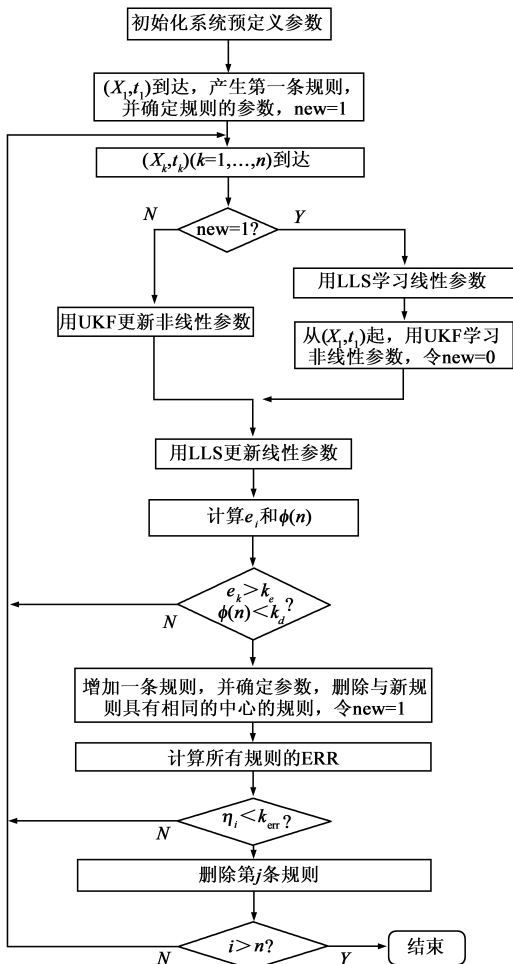 初始化系统预定义参数
(X₁,t₁)到达，产生第一条规则，
并确定规则的参数，new=1
(Xₖ,tₖ)(k=1,…,n)到达
N
new=1?
Y
用LLS学习线性参数
用UKF更新非线性参数
从(X₁,t₁)起，用UKF学习
非线性参数，令new=0
用LLS更新线性参数
计算eᵢ和ϕ(n)
eₖ＞kₑ
ϕ(n)＜k_d?
N
增加一条规则，并确定参数，删除与新规
则具有相同的中心的规则，令new=1
计算所有规则的ERR
ηᵢ＜k_err?
N
删除第j条规则
i＞n?
N
Y
结束